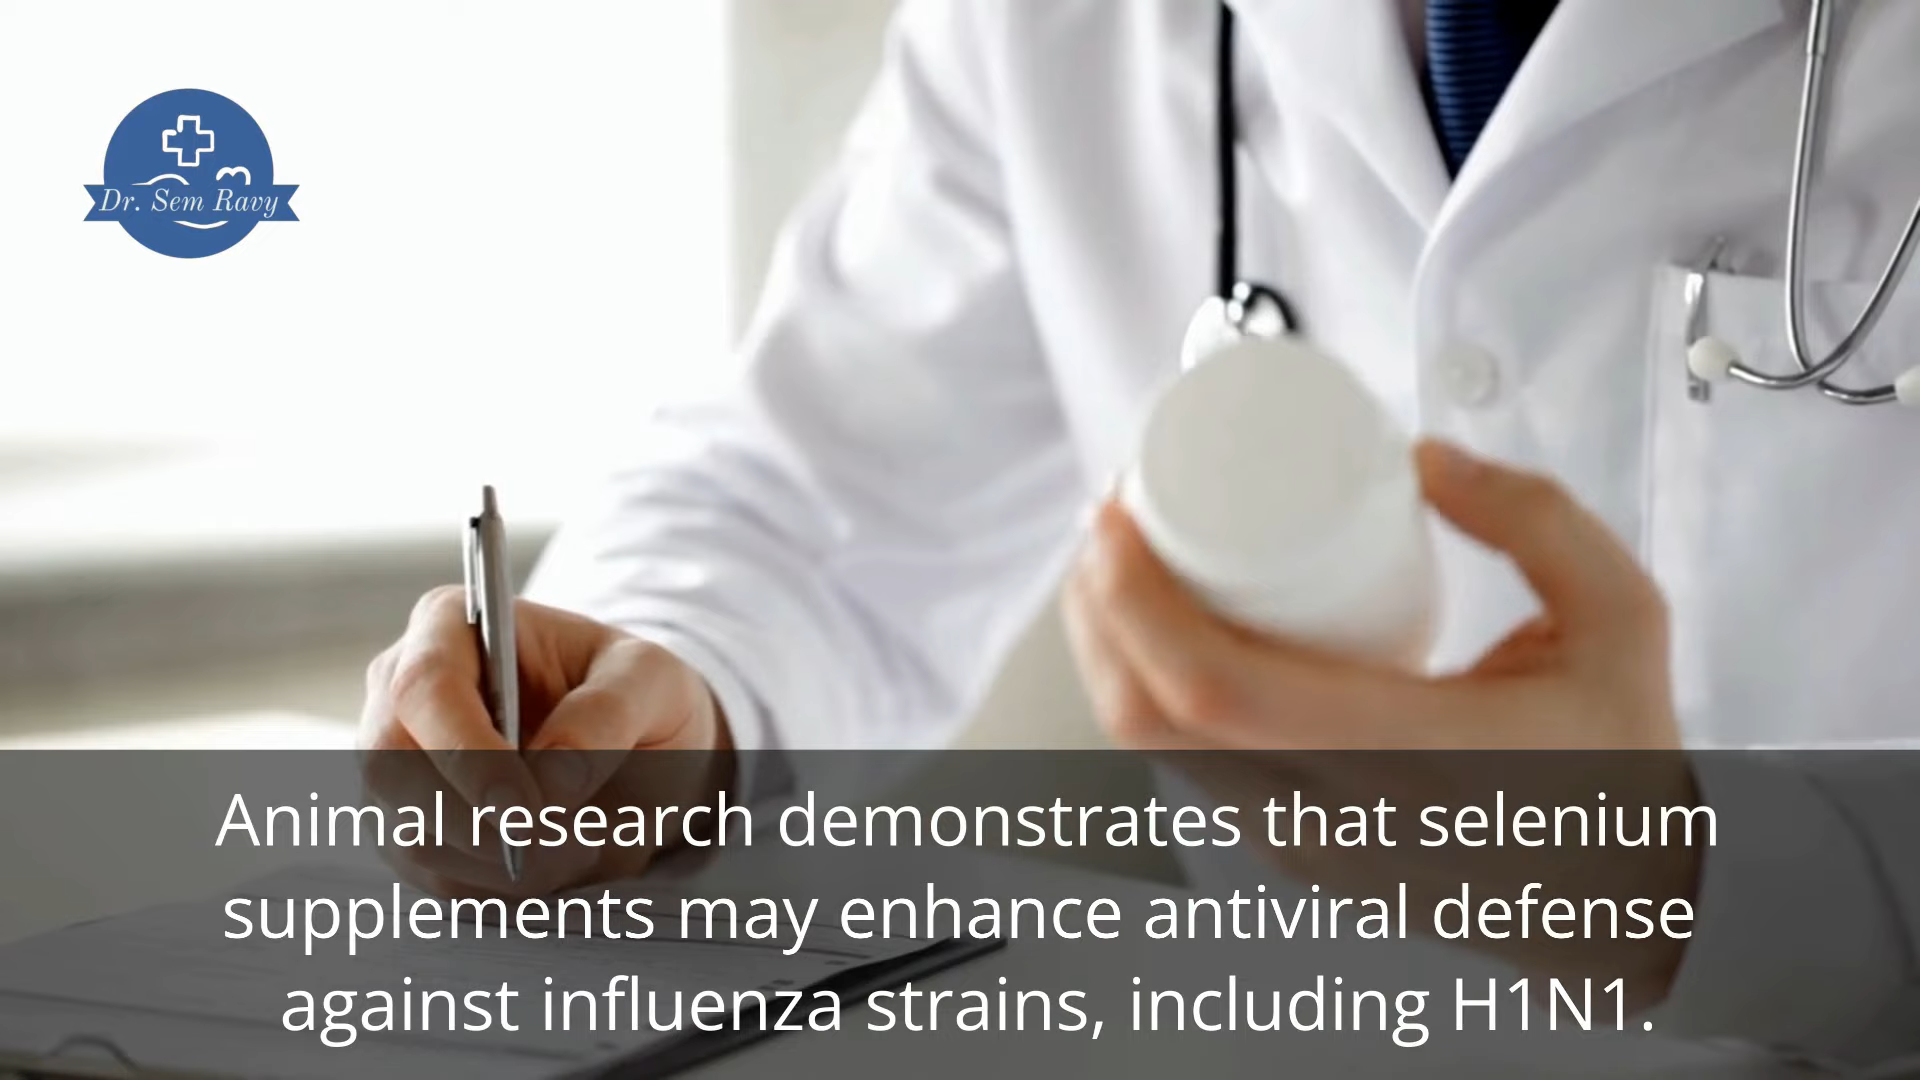 Dr. Sem Ravy
Animal research demonstrates that selenium
supplements may enhance antiviral defense
against influenza strains, including H1N1.